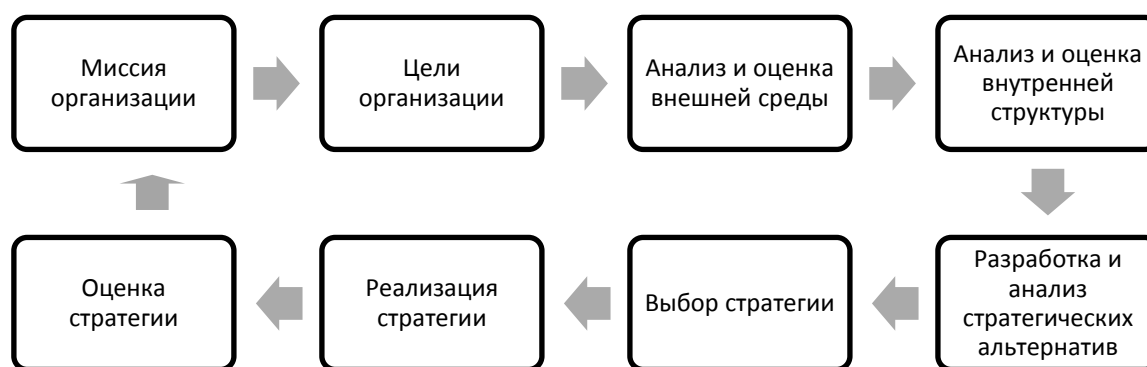 Миссия
организации
Цели
организации
Анализ и оценка
внешней среды
Анализ и оценка
внутренней
структуры
Оценка
стратегии
Реализация
стратегии
Выбор стратегии
Разработка и
анализ
стратегических
альтернатив